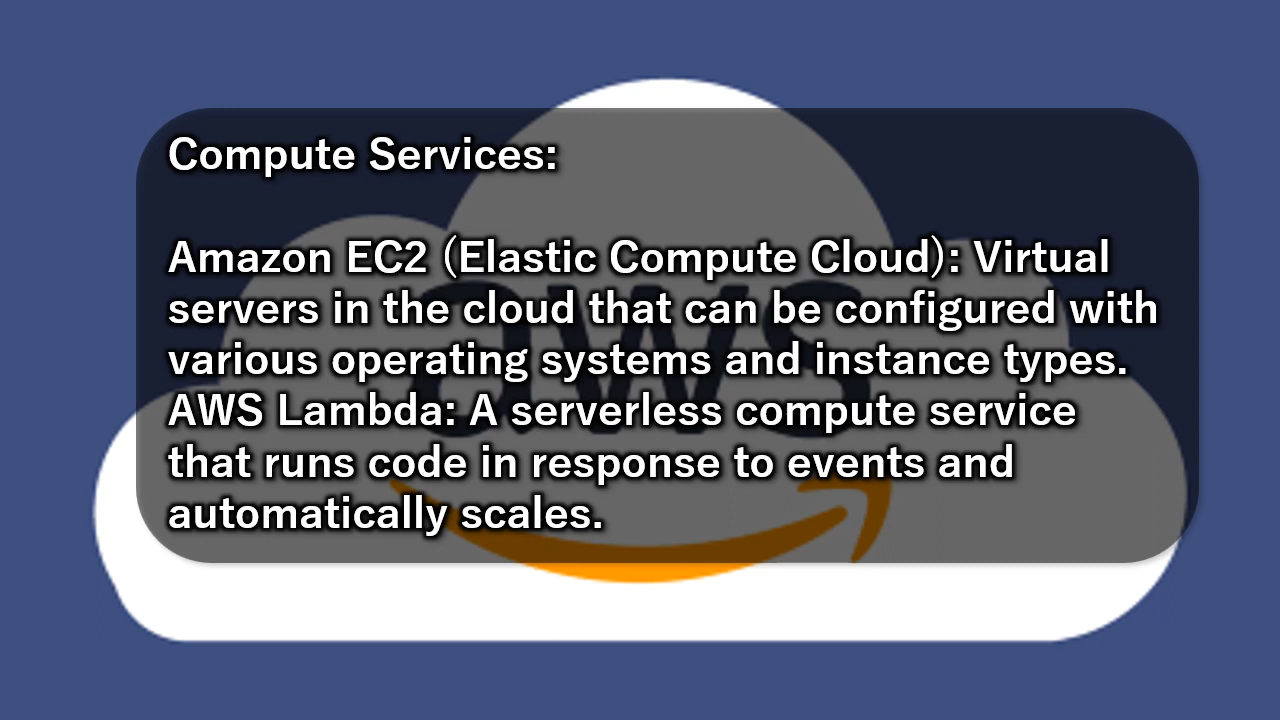 Compute Services:
Amazon EC2 (Elastic Compute Cloud): Virtual
servers in the cloud that can be configured with
various operating systems and instance types.
AWS Lambda: A serverless compute service
that runs code in response to events and
automatically scales.
aws